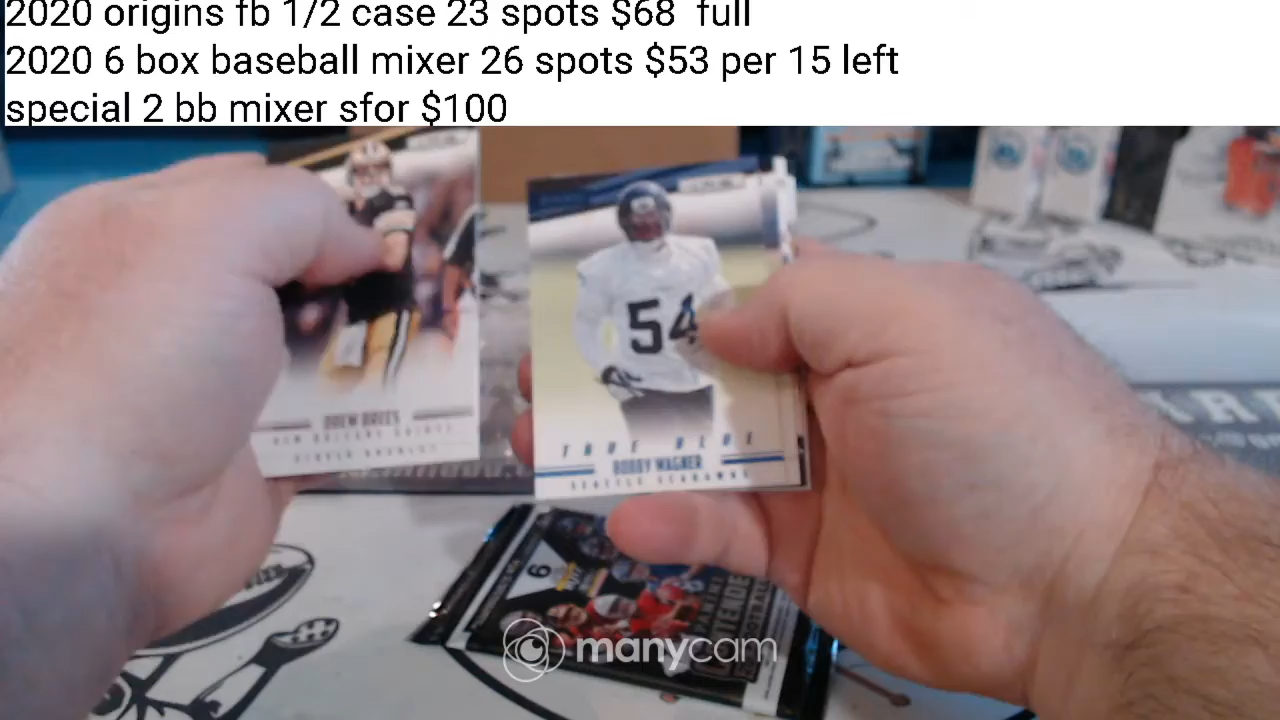 2020 origins fb 1/2 case 23 spots $68  full
2020 6 box baseball mixer 26 spots $53 per 15 left
special 2 bb mixer sfor $100
54
DREW BREES
NEW ORLEANS SAINTS
TRUE BLUE
BOBBY WAGNER
SEATTLE SEAHAWKS
6
PANINI
manycam